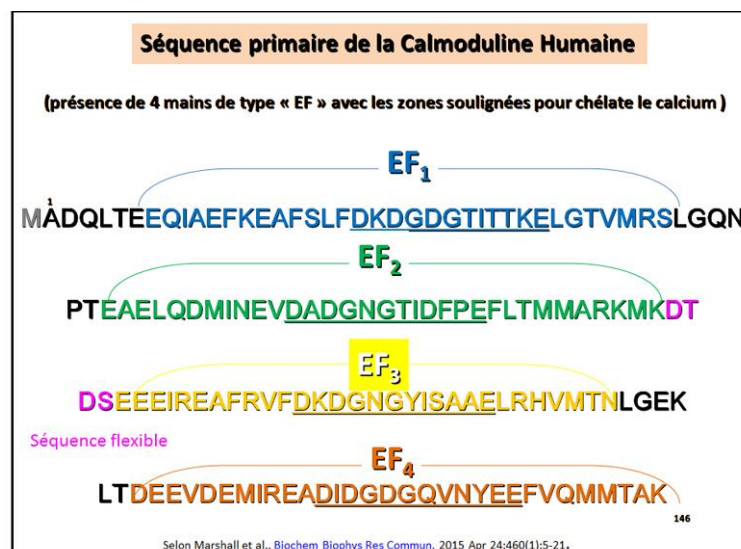 Séquence primaire de la Calmoduline Humaine
(présence de 4 mains de type « EF » avec les zones soulignées pour chélate le calcium )
EF1
1
MADQLTEEQIAEFKEAFSLFDKDGDGTITTKELGTVMRSLGQN
EF2
PTEAELQDMINEVDADGNGTIDFPEFLTMMARKMKDT
EF3
DSEEEIREAFRVFDKDGNGYISAAELRHVMTNLGEK
Séquence flexible
EF4
LTDEEVDEMIREADIDGDGQVNYEEFVQMMTAK
146
Selon Marshall et al., Biochem Biophys Res Commun. 2015 Apr 24;460(1):5-21.